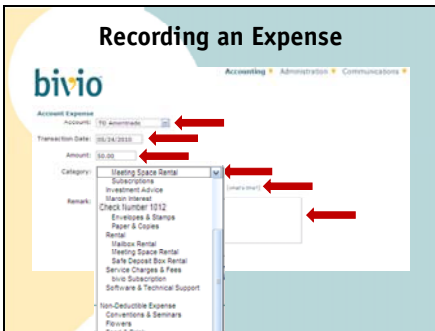 Recording an Expense
bivio
Accounting Administration Communications
Account Expense
Account: TD Ameritrade
Transaction Date: 05/24/2010
Amount: 50.00
Category: Meeting Space Rental
Subscriptions
[what's this?]
Investment Advice
Margin Interest
Remark:
Check Number 1012
Envelopes & Stamps
Paper & Copies
Rental
Mailbox Rental
Meeting Space Rental
Safe Deposit Box Rental
Service Charges & Fees
bivio Subscription
Software & Technical Support
Non-Deductible Expense
Conventions & Seminars
Flowers